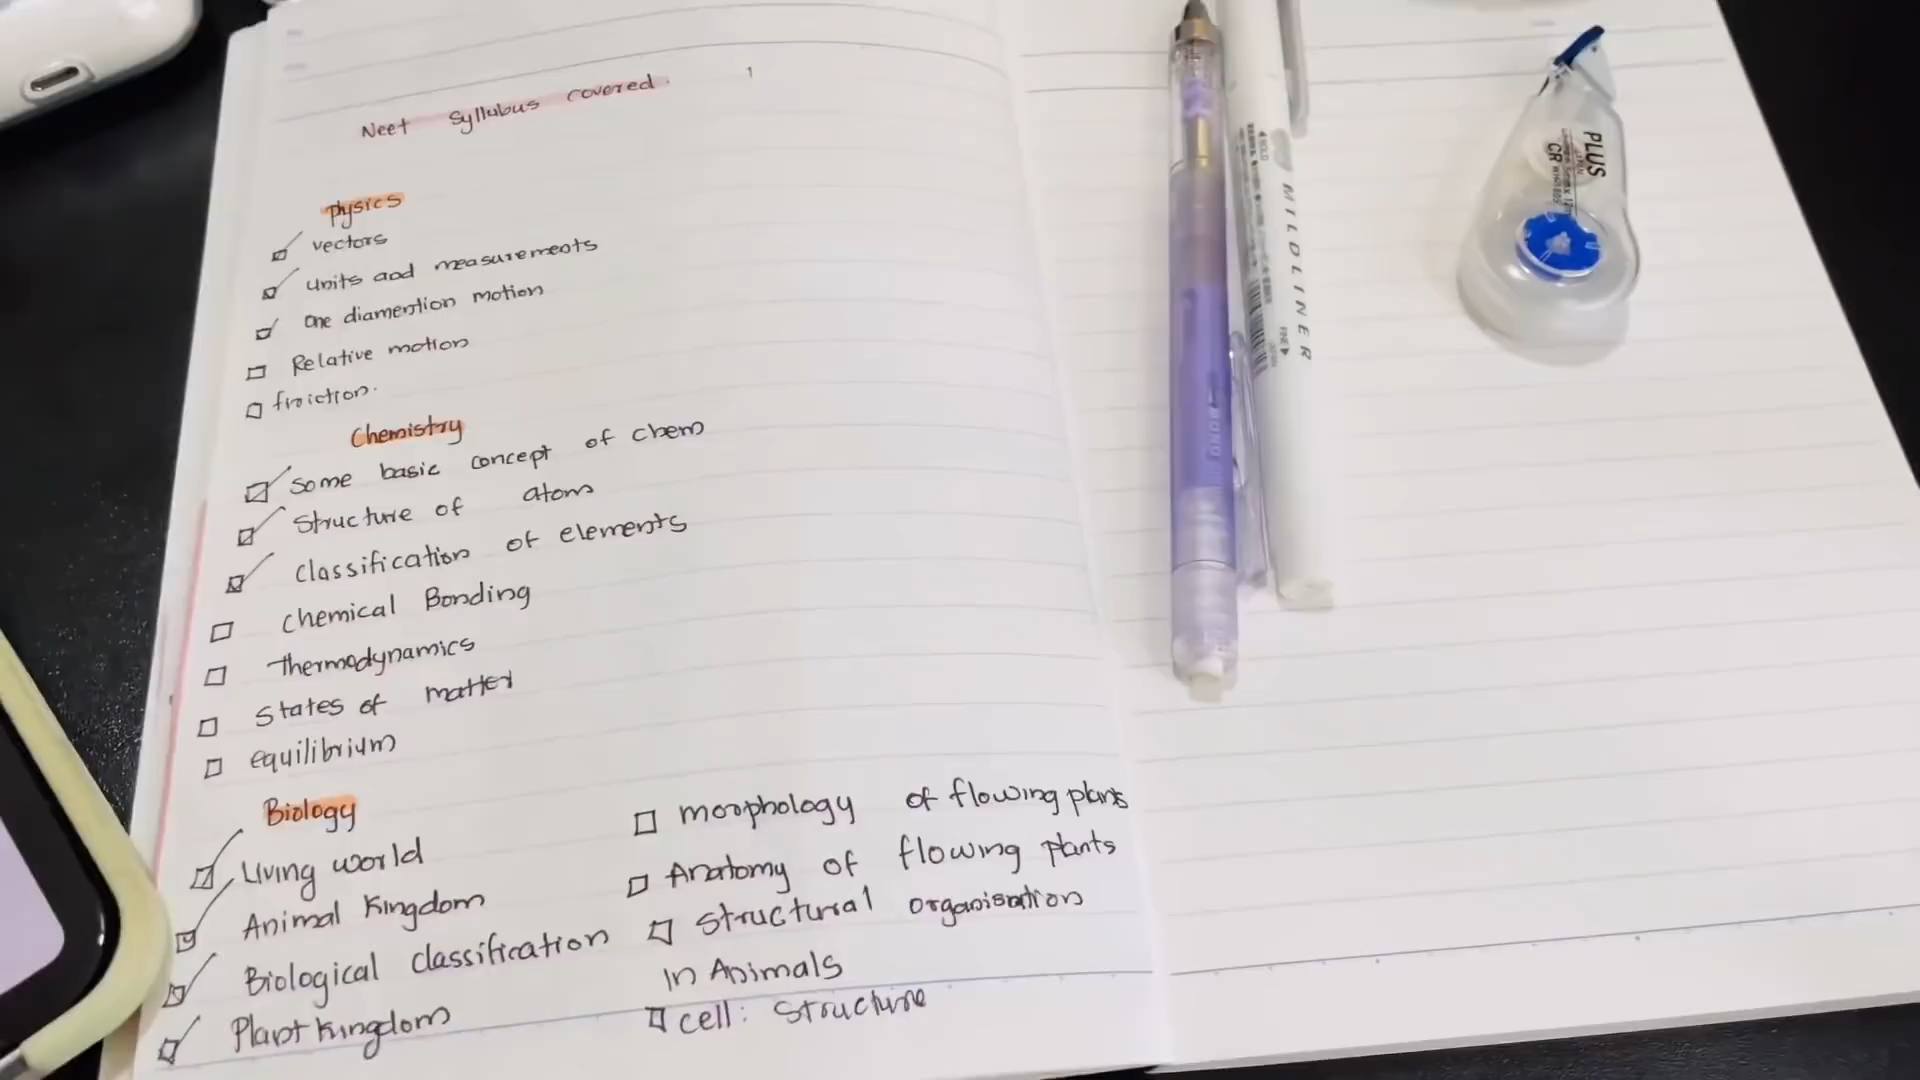 Neet Syllubus covered.
Physics
vectors
units and measurements
One diamention motion
Relative motion
friction.
Chemistry
Some basic concept of chem
Structure of atom
Classification of elements
Chemical Bonding
Thermodynamics
States of matter
equilibrium
Biology
Living world
Animal Kingdom
Biological classification
Plant Kingdom
morphology of flowing plants
Anatomy of flowing plants
Structural organisation
In Animals
cell: Structure
MILDLINER
FINE
MONO
PLUS
CR